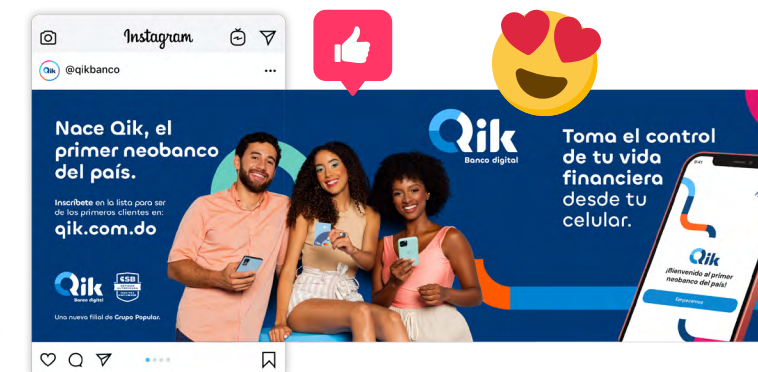 Instagram
Qik
@qikbanco
Nace Qik, el
primer neobanco
del país.
Inscríbete en la lista para ser
de los primeros clientes en:
qik.com.do
Qik
Banco digital
Una nueva filial de Grupo Popular.
Qik
Banco digital
Toma el control
de tu vida
financiera
desde tu
celular.
Qik
¡Bienvenido al primer
neobanco del país!
Empecemos